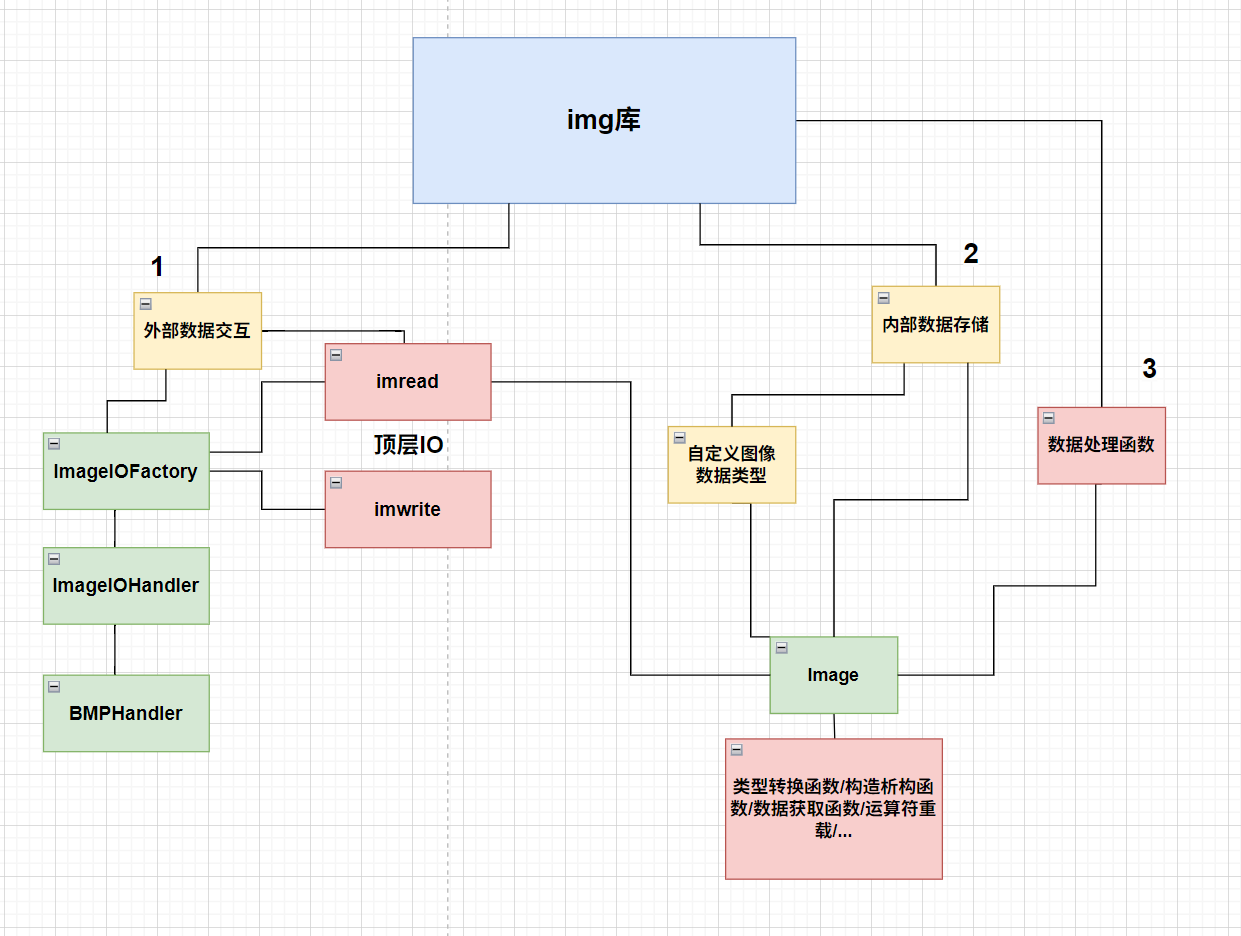 img库
1
2
外部数据交互
内部数据存储
imread
3
顶层IO
ImageIOFactory
自定义图像
数据类型
数据处理函数
imwrite
ImageIOHandler
Image
BMPHandler
类型转换函数/构造析构函
数/数据获取函数/运算符重
载/...